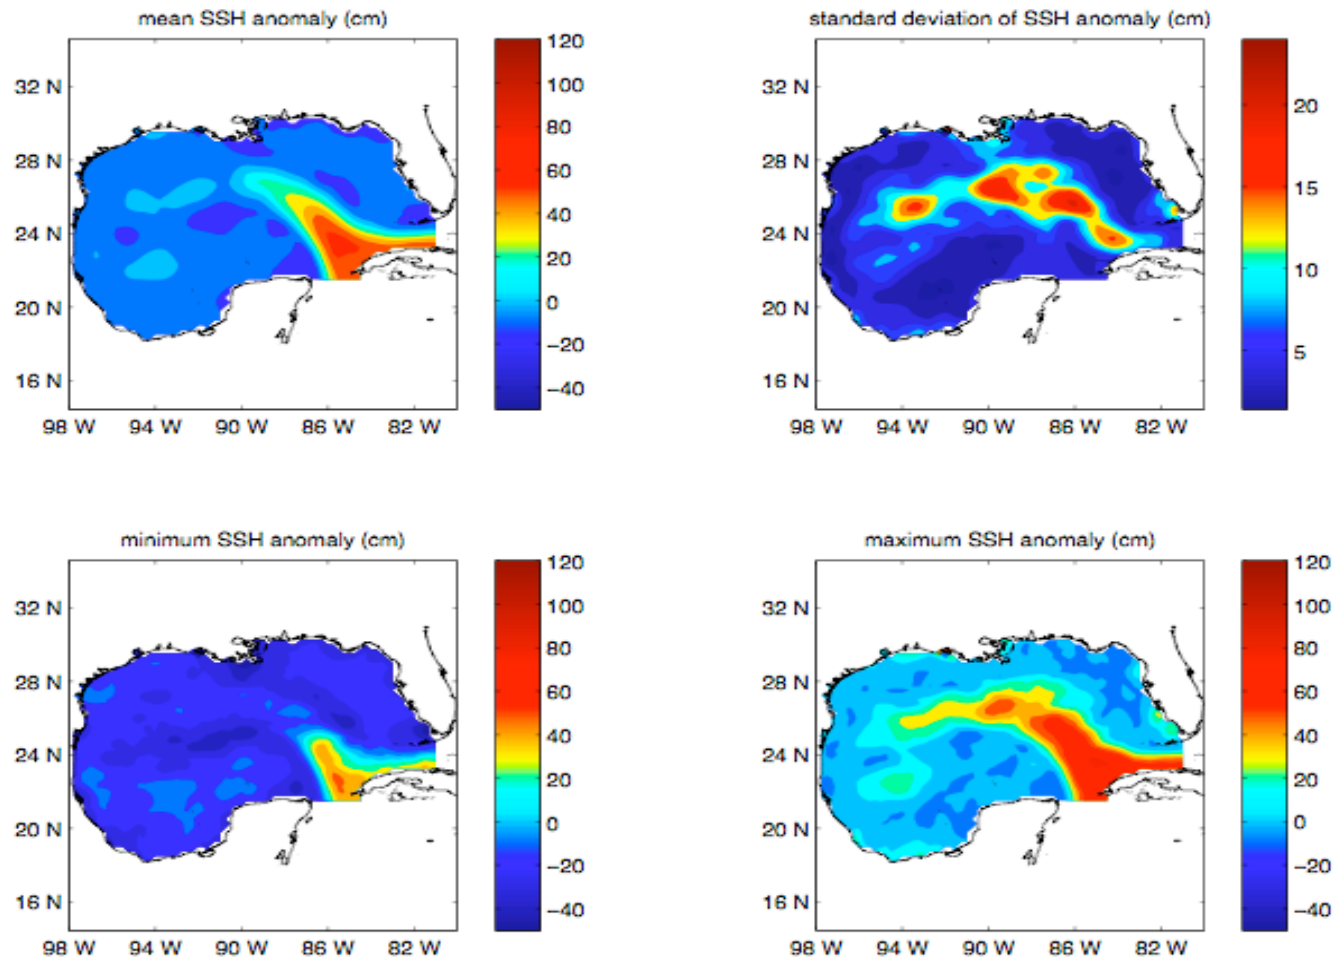 mean SSH anomaly (cm)
32 N
28 N
24 N
20 N
16 N
98 W 94 W 90 W 86 W 82 W
120
100
80
60
40
20
0
−20
−40
standard deviation of SSH anomaly (cm)
32 N
28 N
24 N
20 N
16 N
98 W 94 W 90 W 86 W 82 W
20
15
10
5
minimum SSH anomaly (cm)
32 N
28 N
24 N
20 N
16 N
98 W 94 W 90 W 86 W 82 W
120
100
80
60
40
20
0
−20
−40
maximum SSH anomaly (cm)
32 N
28 N
24 N
20 N
16 N
98 W 94 W 90 W 86 W 82 W
120
100
80
60
40
20
0
−20
−40